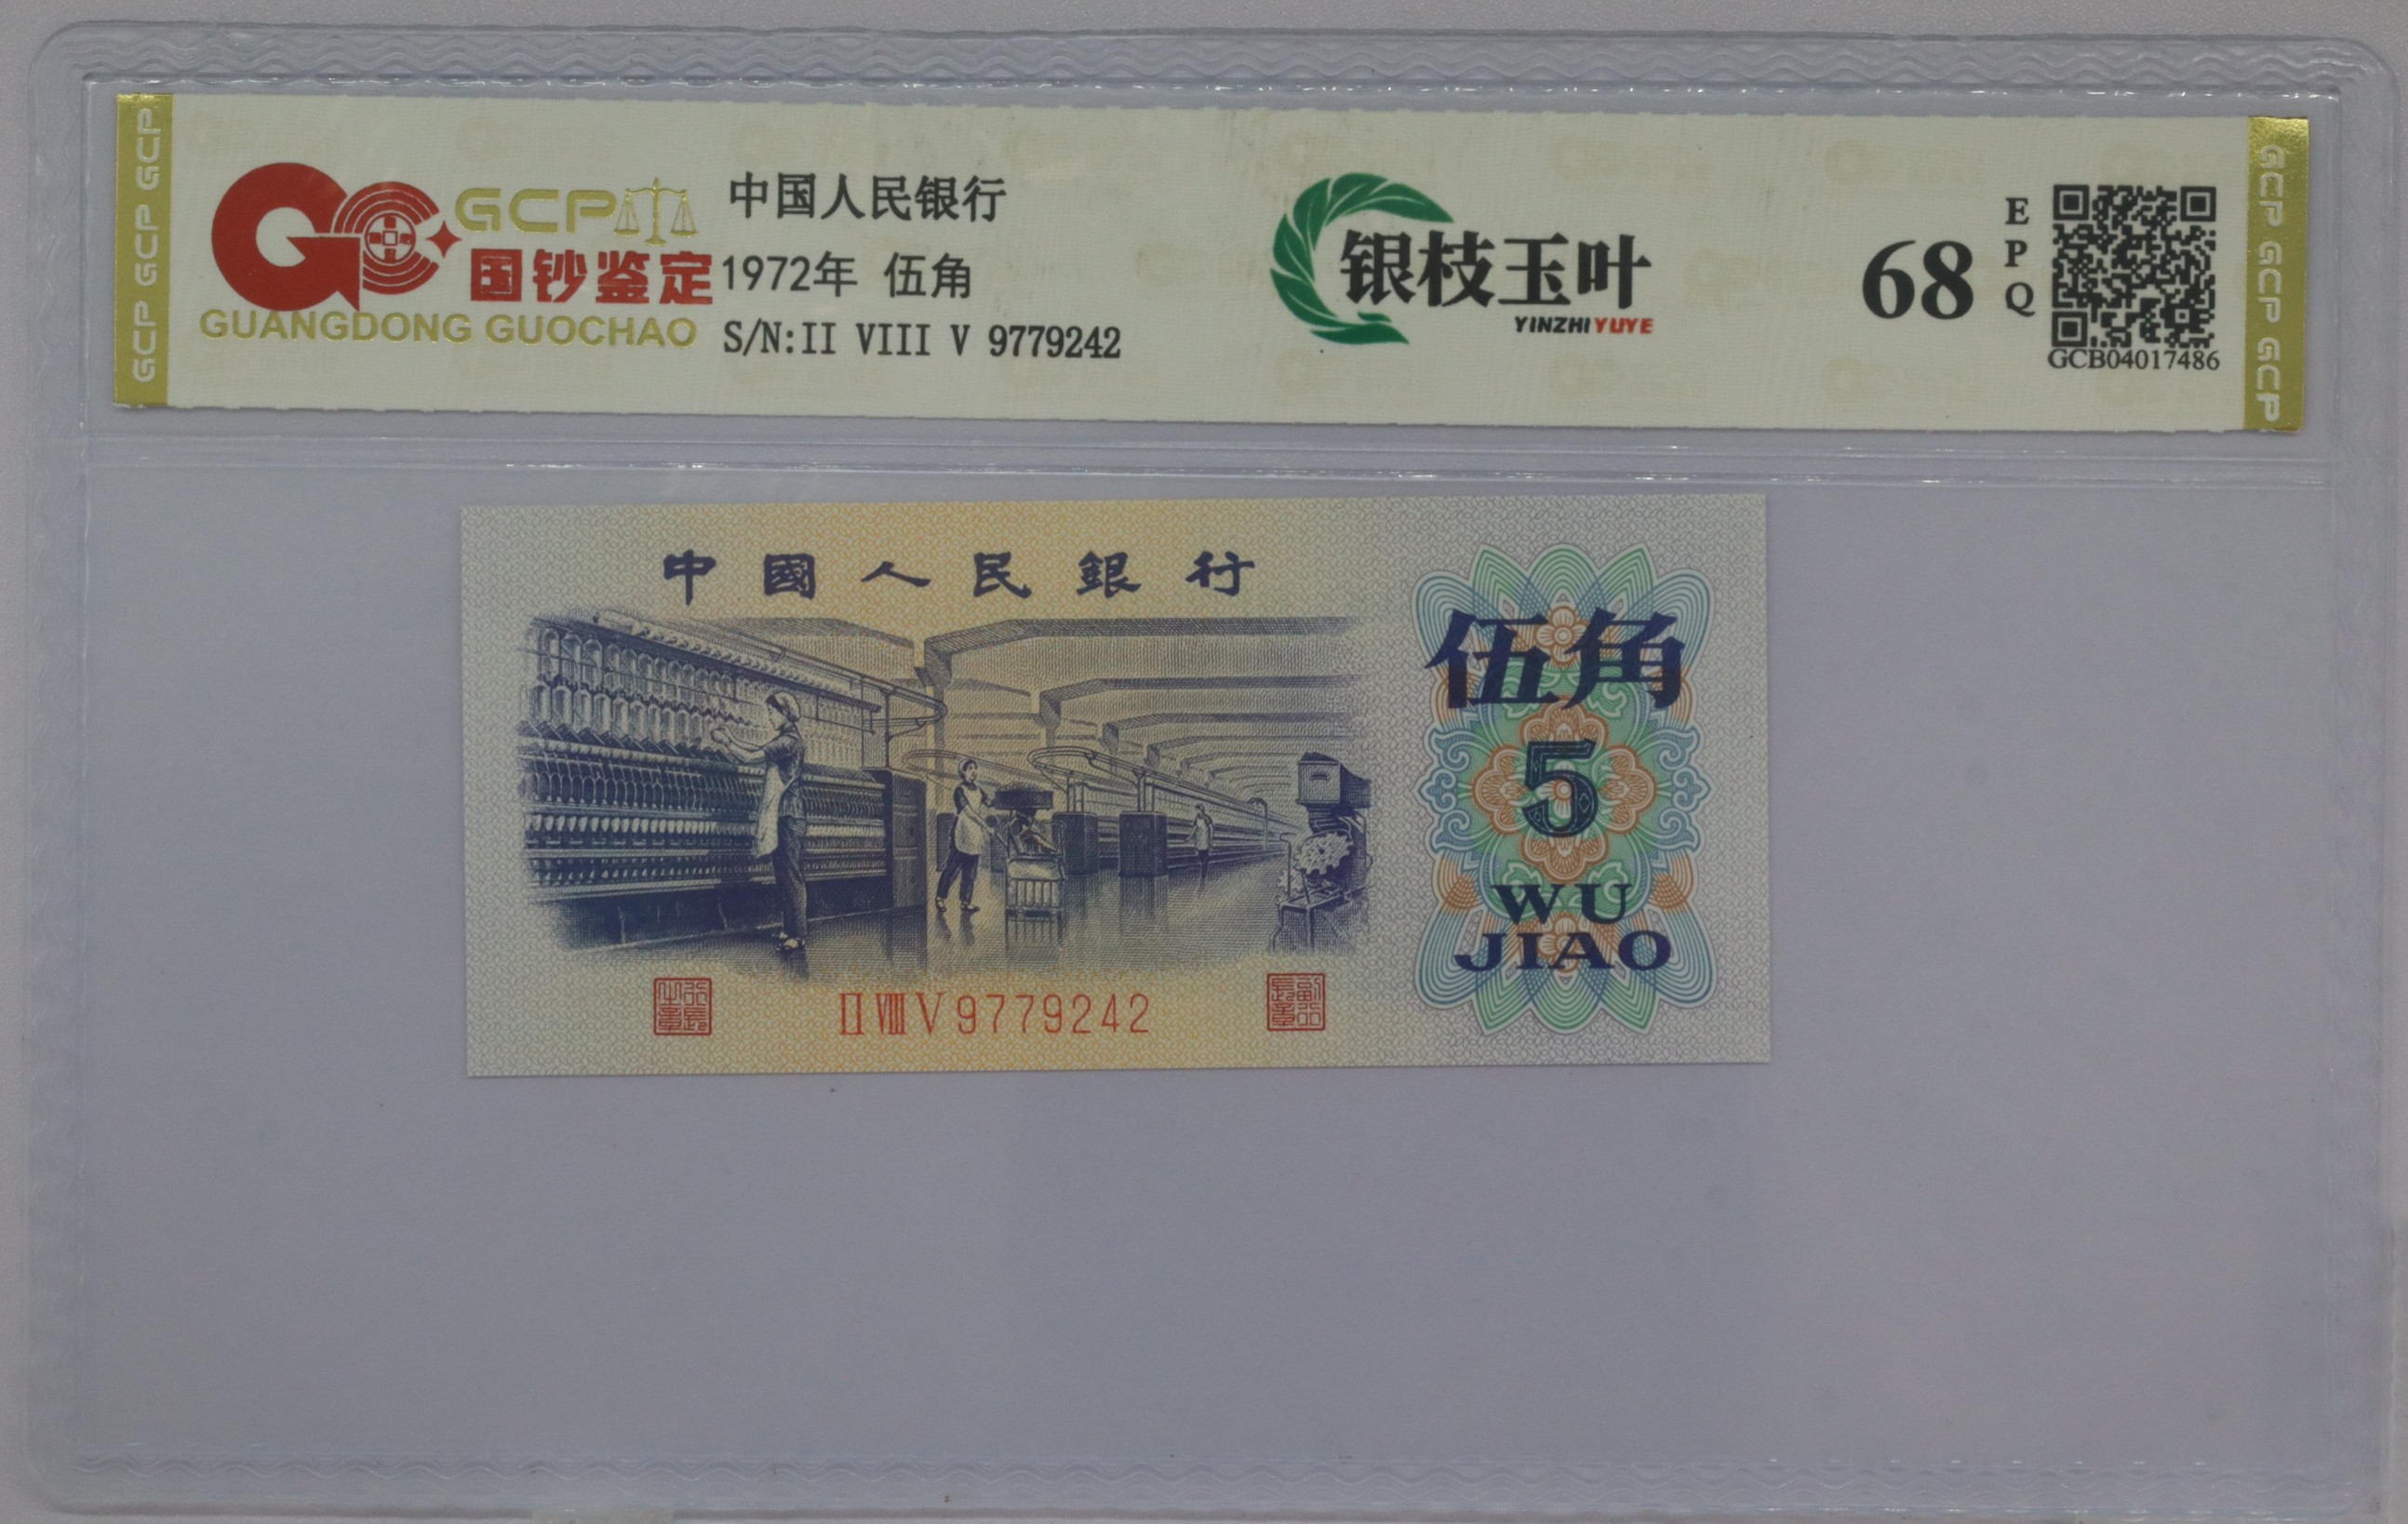 GCP GCP GCP
GCP
国钞鉴定
GUANGDONG GUOCHAO
中国人民银行
1972年 伍角
S/N:II VIII V 9779242
银枝玉叶
YINZHIYUYE
68
EPQ
GCB04017486
GCP GCP GCP
中國人民銀行
伍角
5
WU
JIAO
II VIII V 9779242